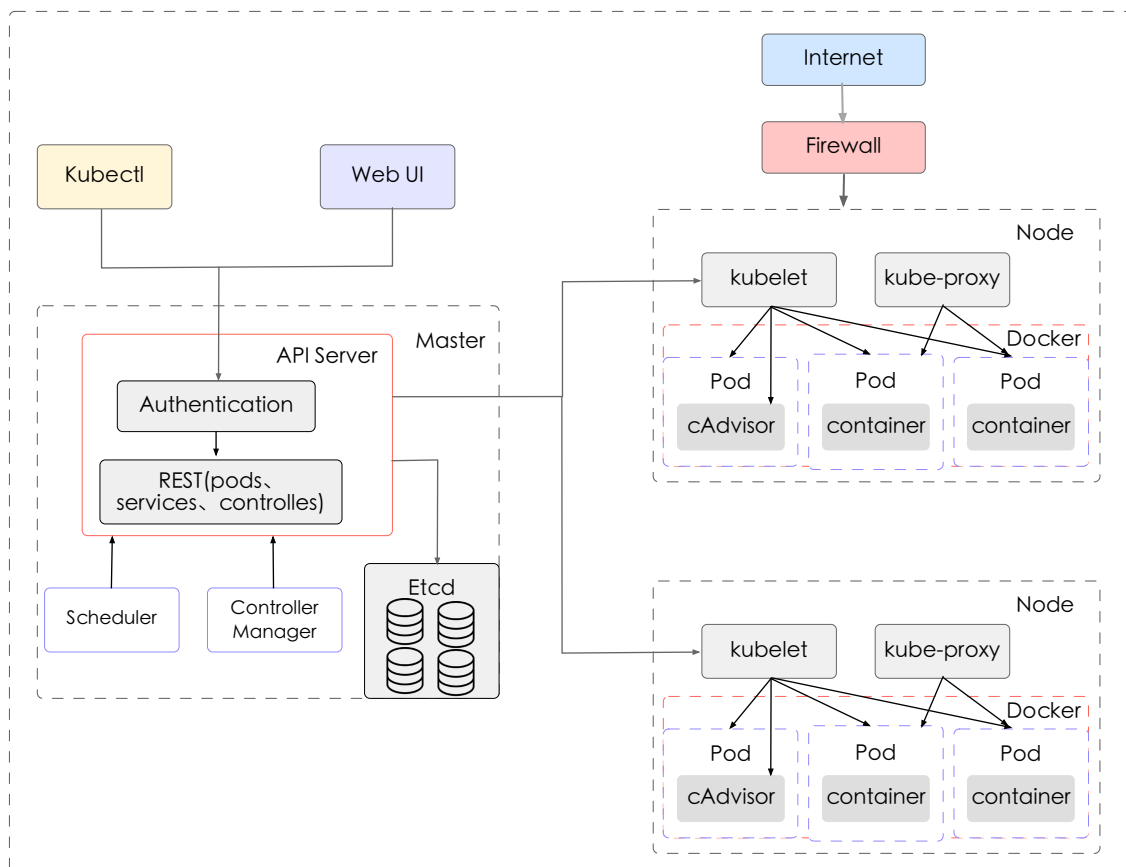 Internet
Firewall
Kubectl
Web UI
Master
API Server
Authentication
REST(pods、
services、controlles)
Scheduler
Controller
Manager
Etcd
Node
kubelet
kube-proxy
Docker
Pod
Pod
Pod
cAdvisor
container
container
Node
kubelet
kube-proxy
Docker
Pod
Pod
Pod
cAdvisor
container
container